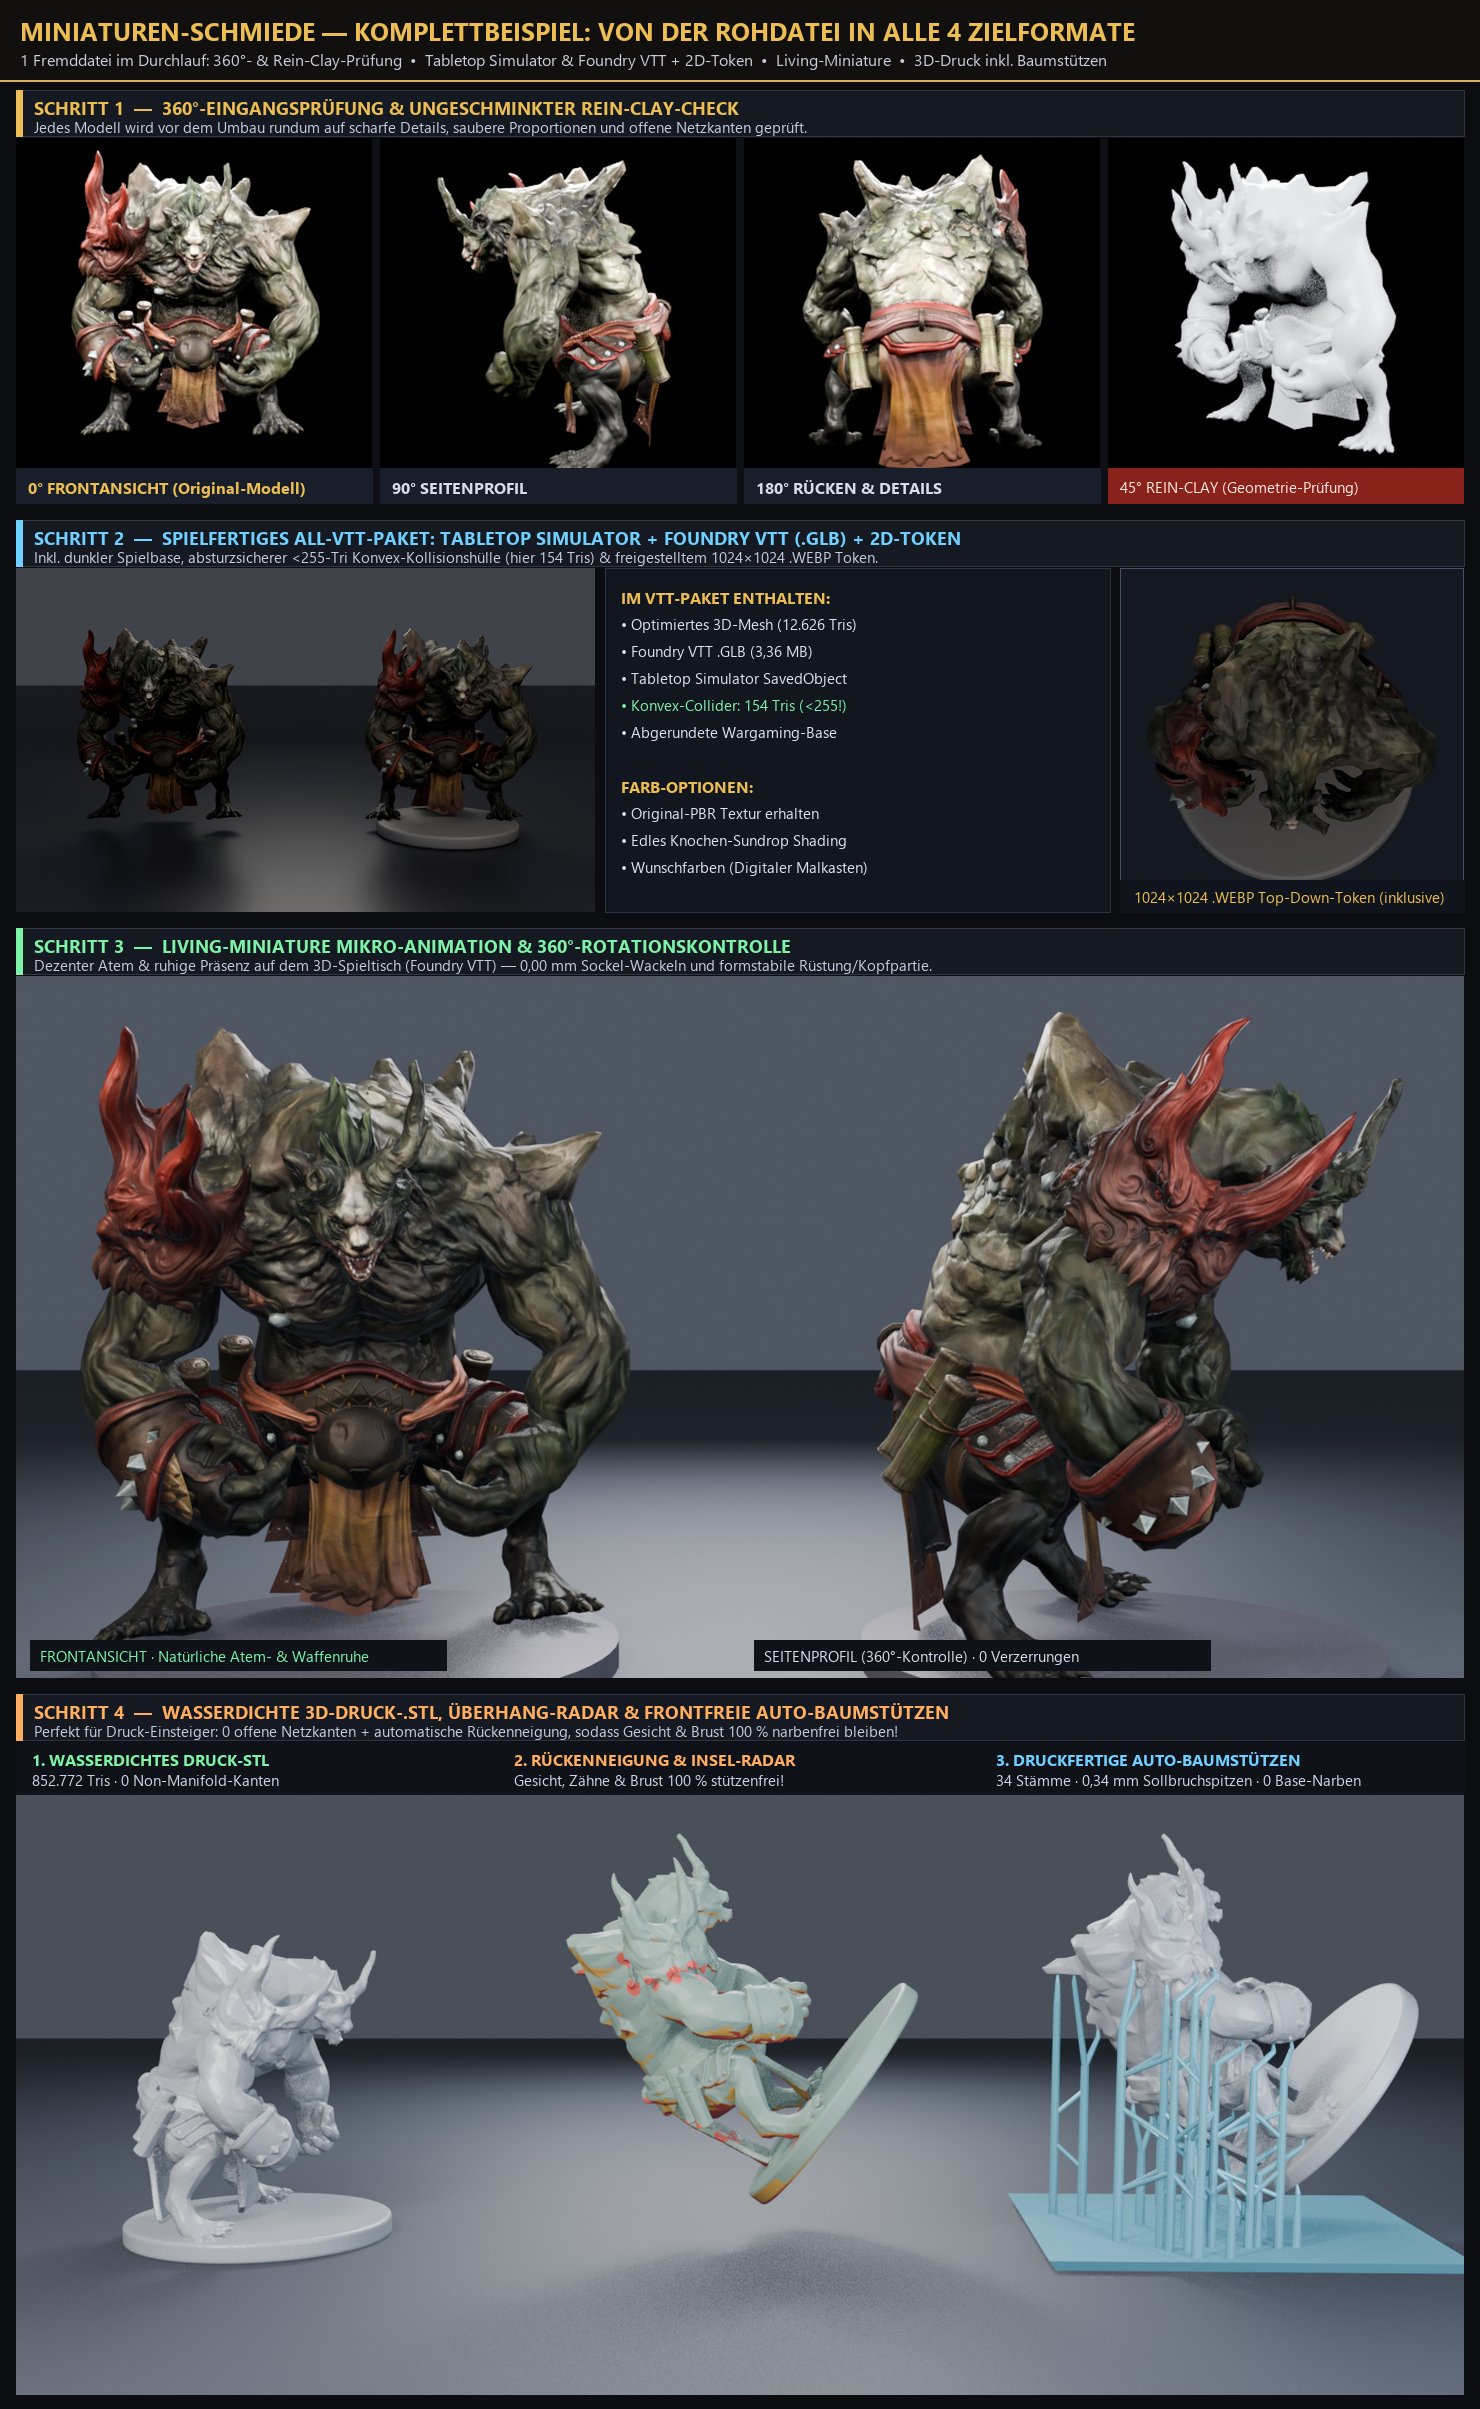 MINIATUREN-SCHMIEDE — KOMPLETTBEISPIEL: VON DER ROHDATEI IN ALLE 4 ZIELFORMATE
1 Fremddatei im Durchlauf: 360°- & Rein-Clay-Prüfung • Tabletop Simulator & Foundry VTT + 2D-Token • Living-Miniature • 3D-Druck inkl. Baumstützen
SCHRITT 1 — 360°-EINGANGSPRÜFUNG & UNGESCHMINKTER REIN-CLAY-CHECK
Jedes Modell wird vor dem Umbau rundum auf scharfe Details, saubere Proportionen und offene Netzkanten geprüft.
0° FRONTANSICHT (Original-Modell)
90° SEITENPROFIL
180° RÜCKEN & DETAILS
45° REIN-CLAY (Geometrie-Prüfung)
SCHRITT 2 — SPIELFERTIGES ALL-VTT-PAKET: TABLETOP SIMULATOR + FOUNDRY VTT (.GLB) + 2D-TOKEN
Inkl. dunkler Spielbase, absturzsicherer <255-Tri Konvex-Kollisionshülle (hier 154 Tris) & freigestelltem 1024×1024 .WEBP Token.
IM VTT-PAKET ENTHALTEN:
• Optimiertes 3D-Mesh (12.626 Tris)
• Foundry VTT .GLB (3,36 MB)
• Tabletop Simulator SavedObject
• Konvex-Collider: 154 Tris (<255!)
• Abgerundete Wargaming-Base
FARB-OPTIONEN:
• Original-PBR Textur erhalten
• Edles Knochen-Sundrop Shading
• Wunschfarben (Digitaler Malkasten)
1024×1024 .WEBP Top-Down-Token (inklusive)
SCHRITT 3 — LIVING-MINIATURE MIKRO-ANIMATION & 360°-ROTATIONSKONTROLLE
Dezenter Atem & ruhige Präsenz auf dem 3D-Spieltisch (Foundry VTT) — 0,00 mm Sockel-Wackeln und formstabile Rüstung/Kopfpartie.
FRONTANSICHT · Natürliche Atem- & Waffenruhe
SEITENPROFIL (360°-Kontrolle) · 0 Verzerrungen
SCHRITT 4 — WASSERDICHTE 3D-DRUCK-.STL, ÜBERHANG-RADAR & FRONTFREIE AUTO-BAUMSTÜTZEN
Perfekt für Druck-Einsteiger: 0 offene Netzkanten + automatische Rückenneigung, sodass Gesicht & Brust 100 % narbenfrei bleiben!
1. WASSERDICHTES DRUCK-STL
852.772 Tris · 0 Non-Manifold-Kanten
2. RÜCKENNEIGUNG & INSEL-RADAR
Gesicht, Zähne & Brust 100 % stützenfrei!
3. DRUCKFERTIGE AUTO-BAUMSTÜTZEN
34 Stämme · 0,34 mm Sollbruchspitzen · 0 Base-Narben